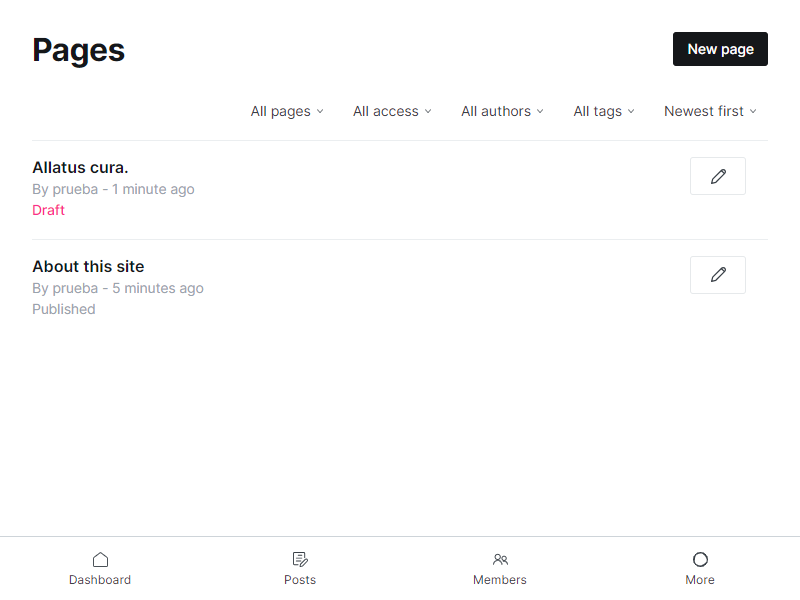 Pages
New page
All pages
All access
All authors
All tags
Newest first
Allatus cura.
By prueba - 1 minute ago
Draft
About this site
By prueba - 5 minutes ago
Published
Dashboard
Posts
Members
More